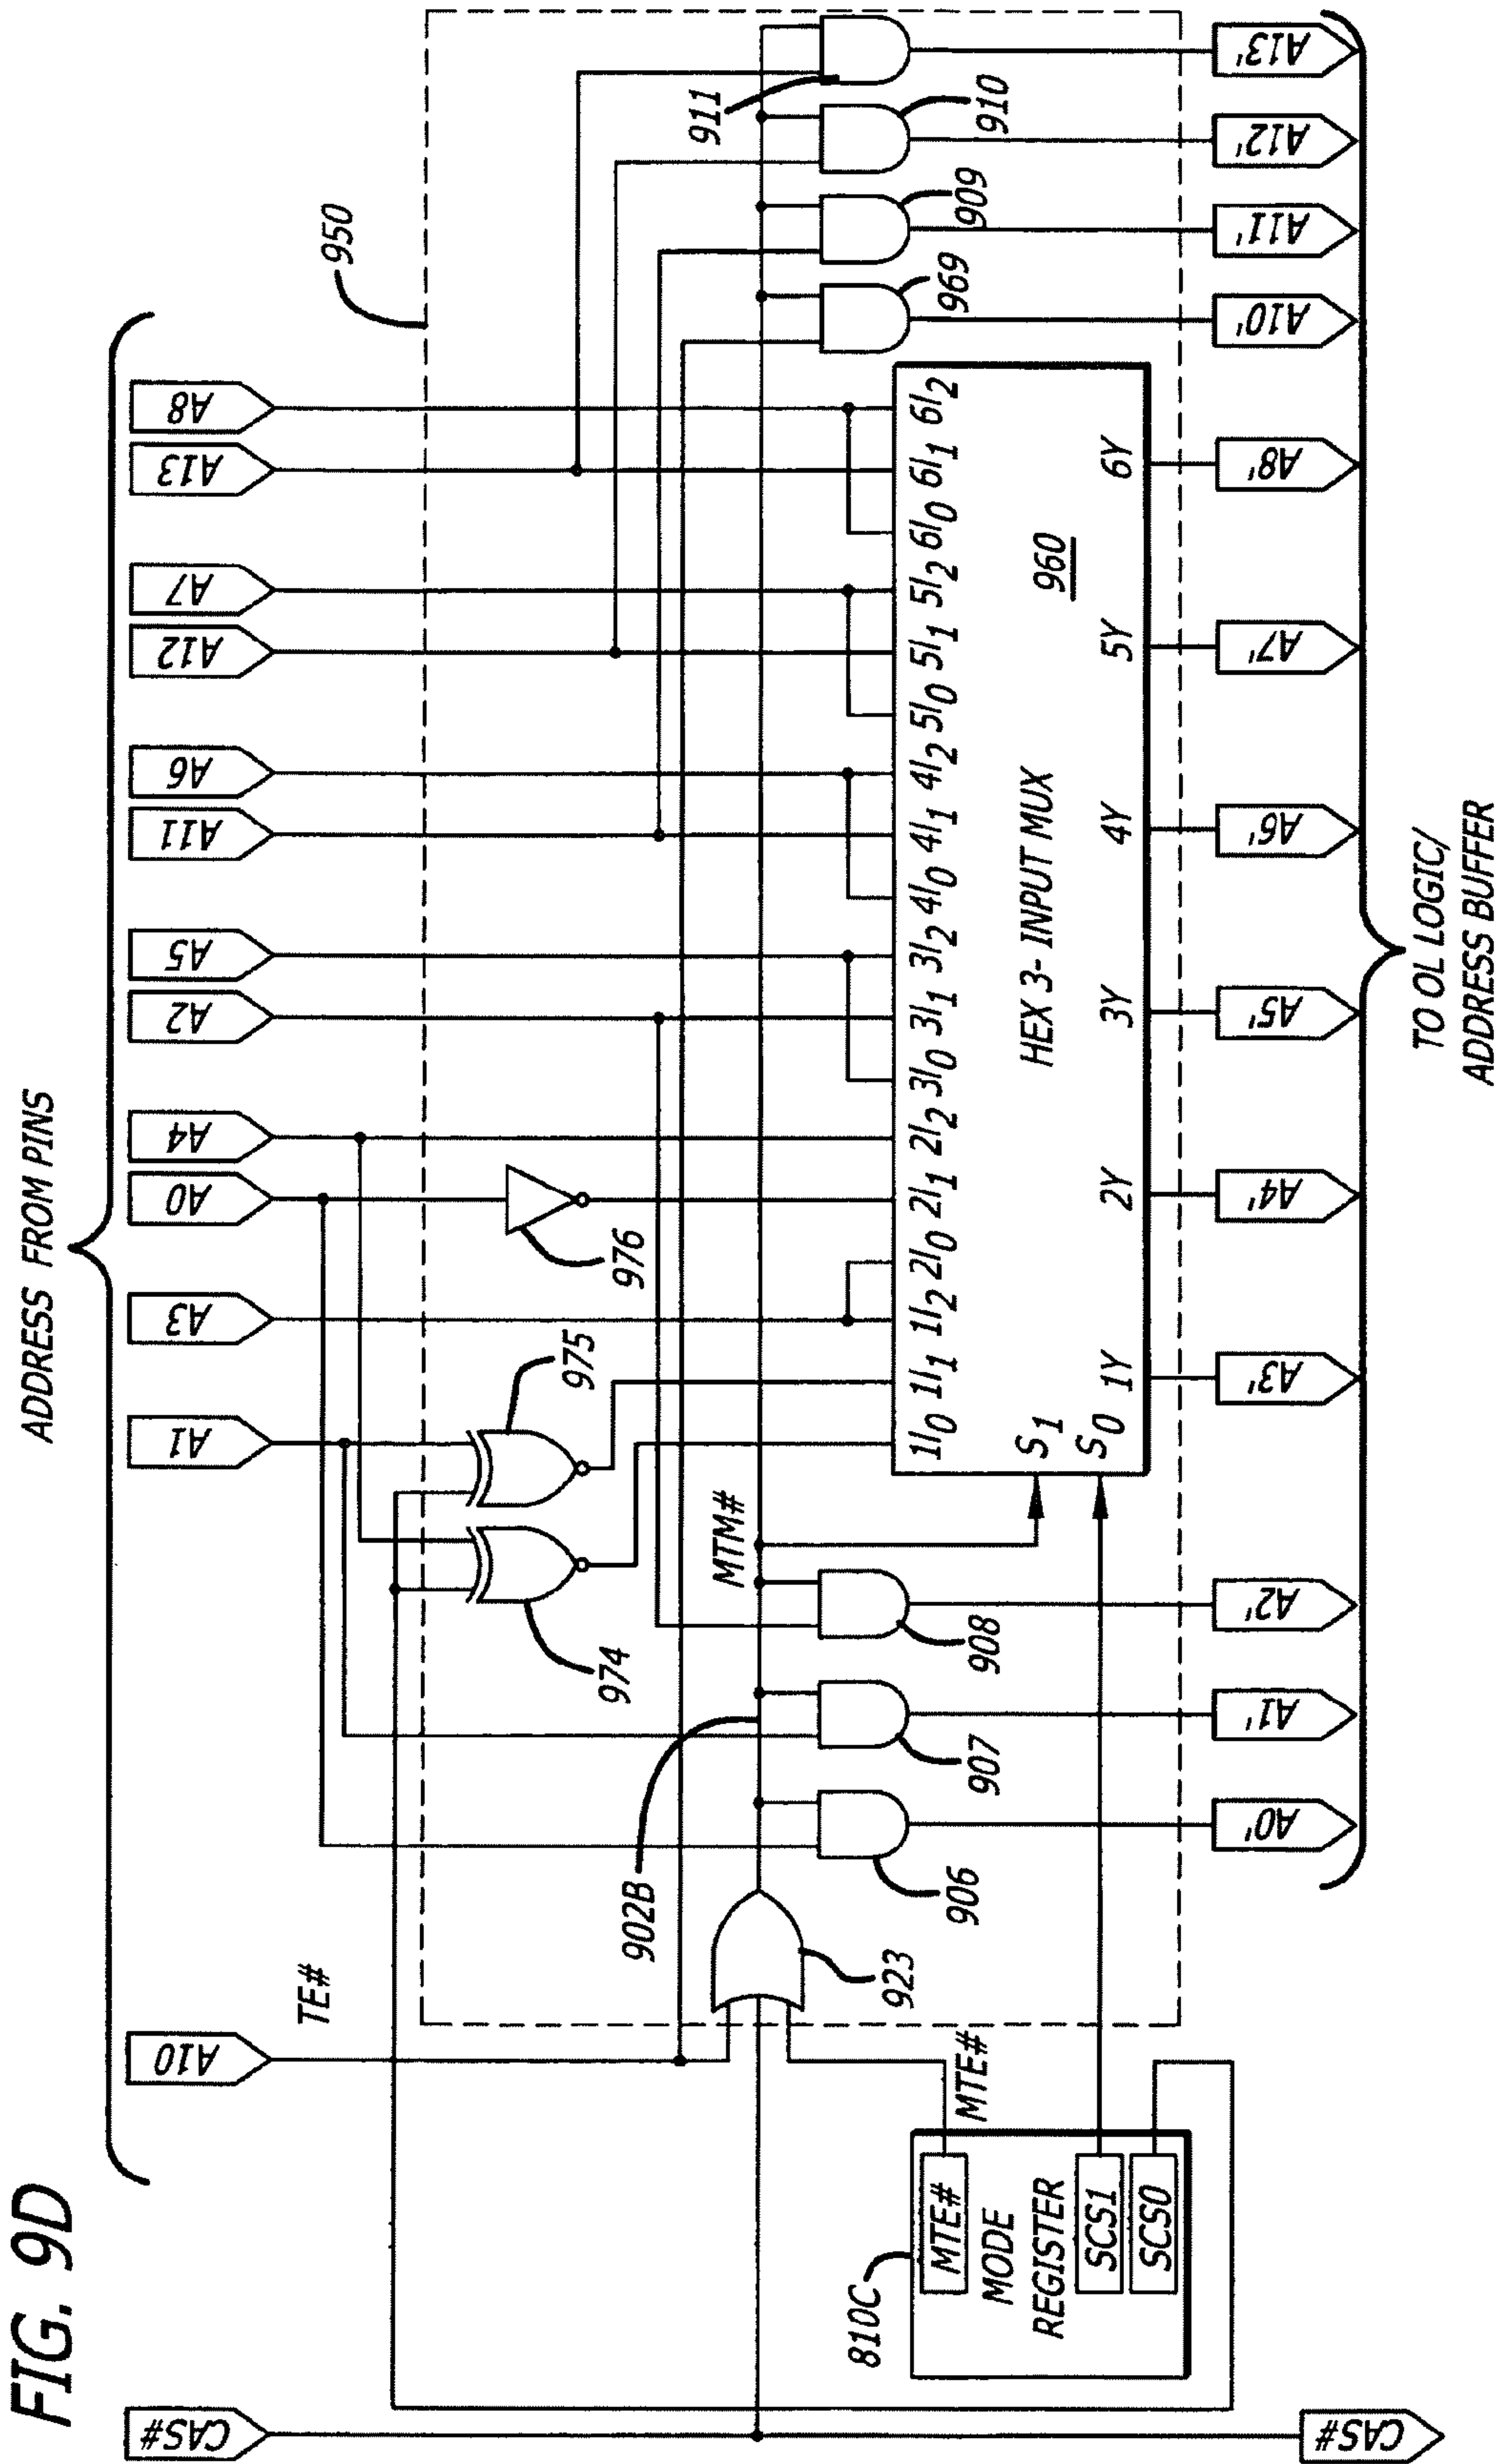 FIG. 9D
ADDRESS FROM PINS
CAS#
A10
A1
A3
A0
A4
A2
A5
A11
A6
A12
A7
A13
A8
TE#
950
974
975
976
911
910
909
969
MTM#
902B
923
906
907
908
1I0 1I1 1I2 2I0 2I1 2I2 3I0 3I1 3I2 4I0 4I1 4I2 5I0 5I1 5I2 6I0 6I1 6I2
S1
S0
HEX 3- INPUT MUX
960
1Y 2Y 3Y 4Y 5Y 6Y
810C
MTE#
MTE#
MODE
REGISTER
SCS1
SCS0
CAS#
A0'
A1'
A2'
A3'
A4'
A5'
A6'
A7'
A8'
A10'
A11'
A12'
A13'
TO OL LOGIC/
ADDRESS BUFFER